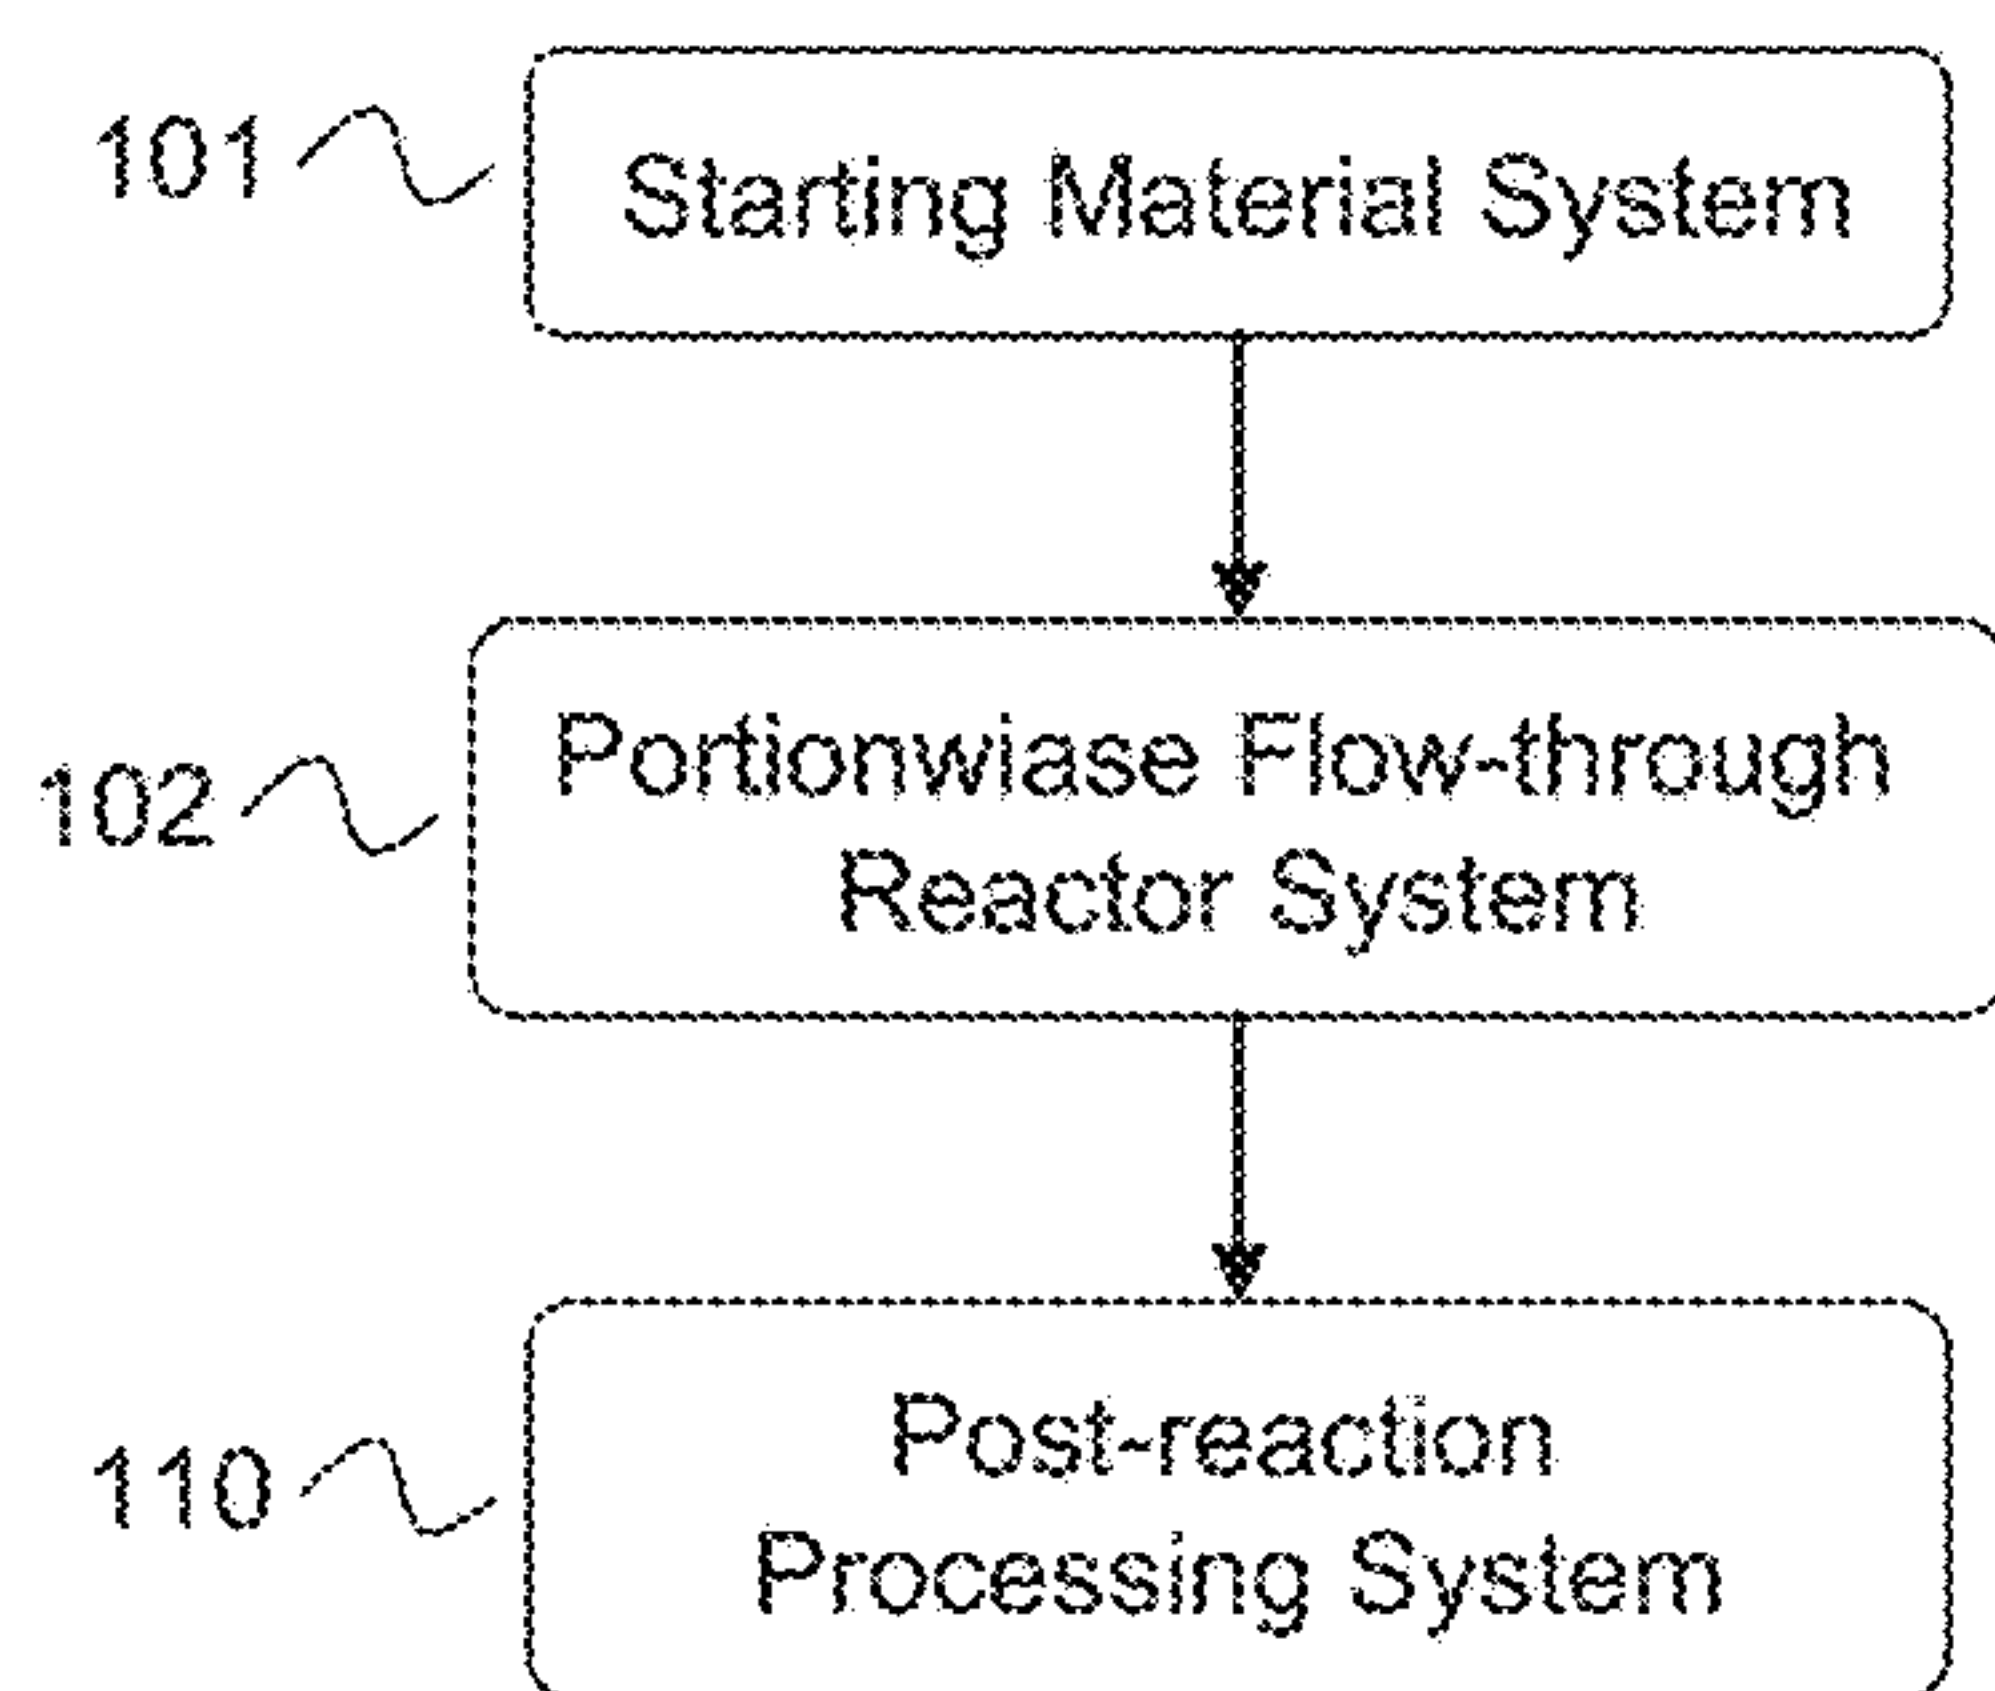 101
Starting Material System
102
Portionwiase Flow-through
Reactor System
110
Post-reaction
Processing System